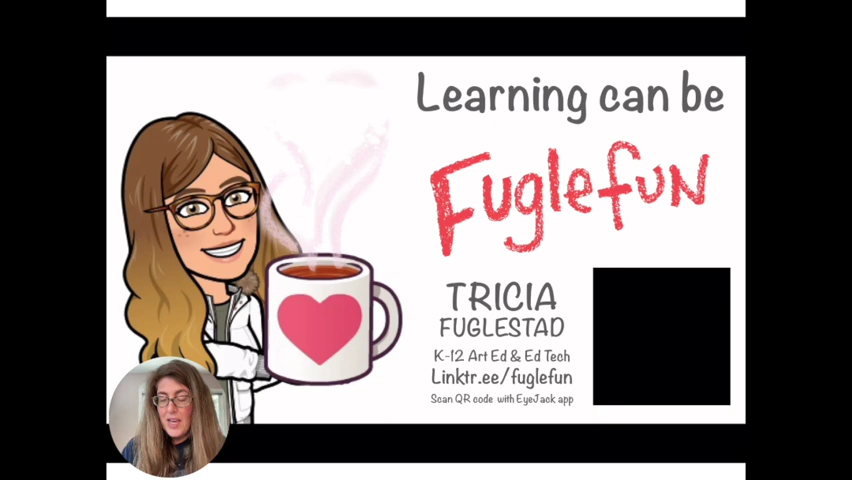 Learning can be
FuglefuN
TRICIA
FUGLESTAD
K-12 Art Ed & Ed Tech
Linktr.ee/fuglefun
Scan QR code with EyeJack app